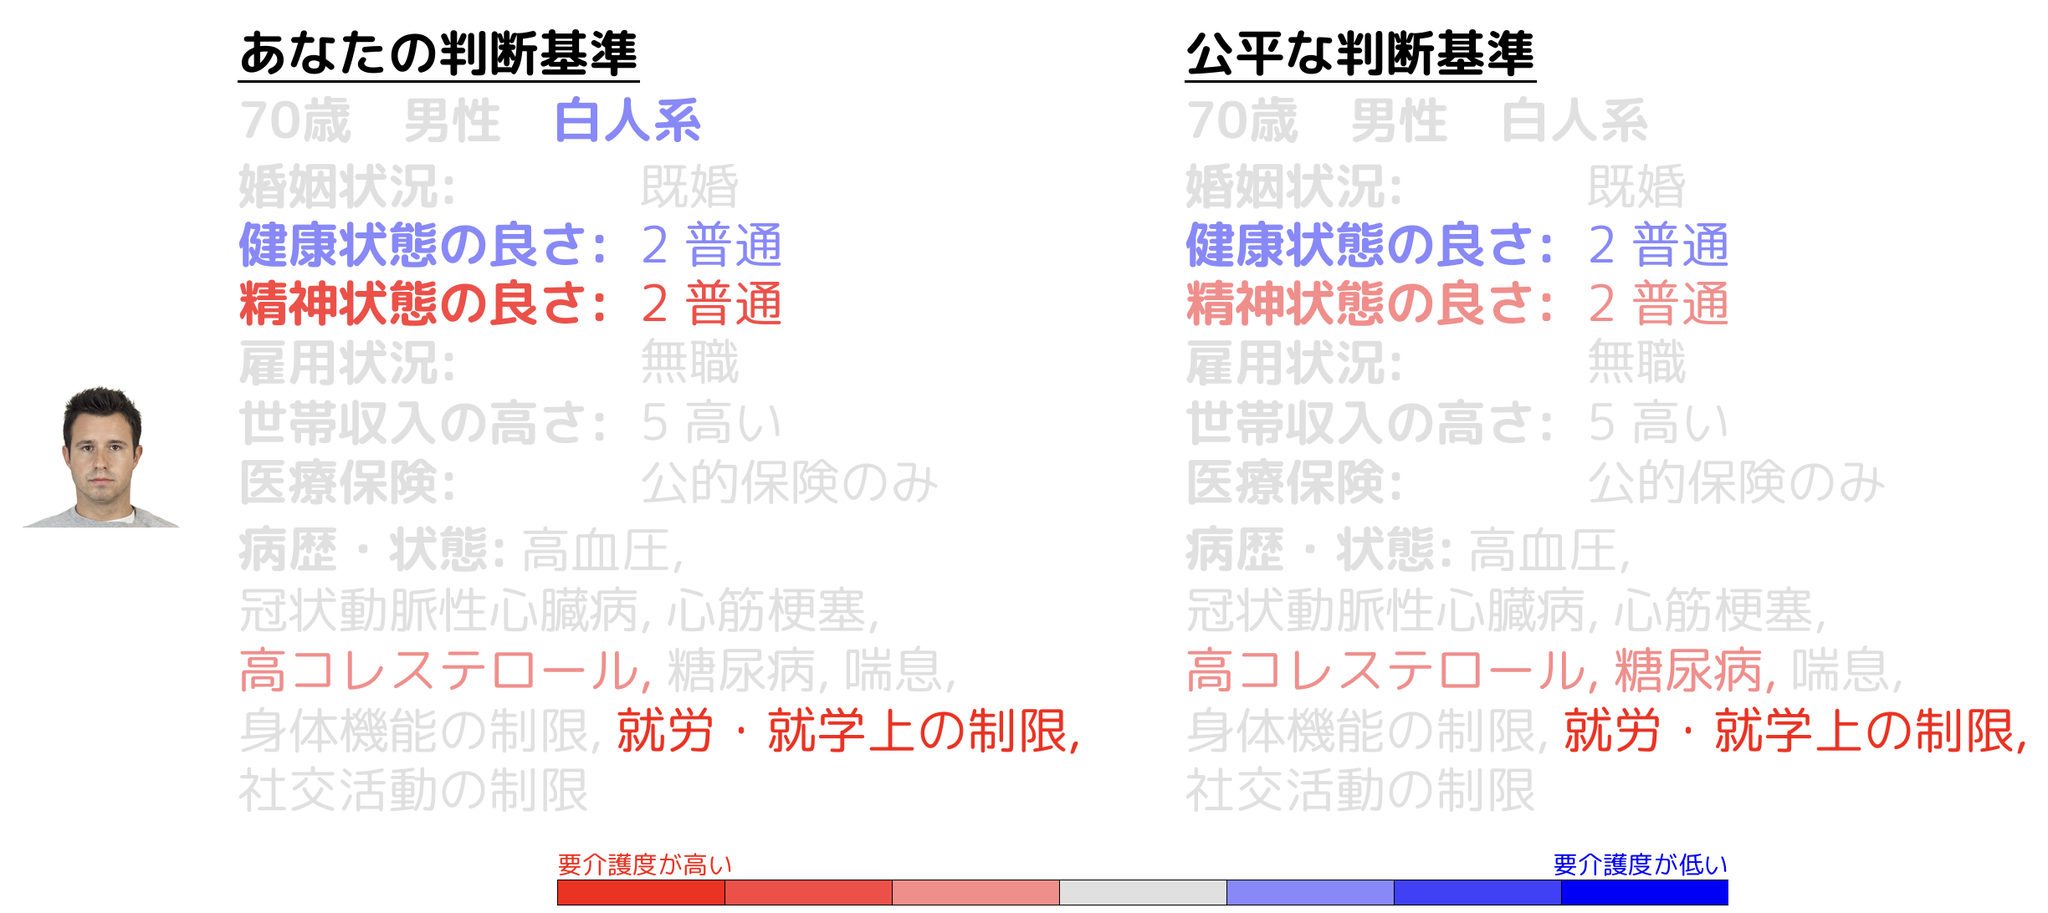 あなたの判断基準
70歳 男性 白人系
婚姻状況: 既婚
健康状態の良さ: 2 普通
精神状態の良さ: 2 普通
雇用状況: 無職
世帯収入の高さ: 5 高い
医療保険: 公的保険のみ
病歴・状態: 高血圧,
冠状動脈性心臓病, 心筋梗塞,
高コレステロール, 糖尿病, 喘息,
身体機能の制限, 就労・就学上の制限,
社交活動の制限
公平な判断基準
70歳 男性 白人系
婚姻状況: 既婚
健康状態の良さ: 2 普通
精神状態の良さ: 2 普通
雇用状況: 無職
世帯収入の高さ: 5 高い
医療保険: 公的保険のみ
病歴・状態: 高血圧,
冠状動脈性心臓病, 心筋梗塞,
高コレステロール, 糖尿病, 喘息,
身体機能の制限, 就労・就学上の制限,
社交活動の制限
要介護度が高い 要介護度が低い